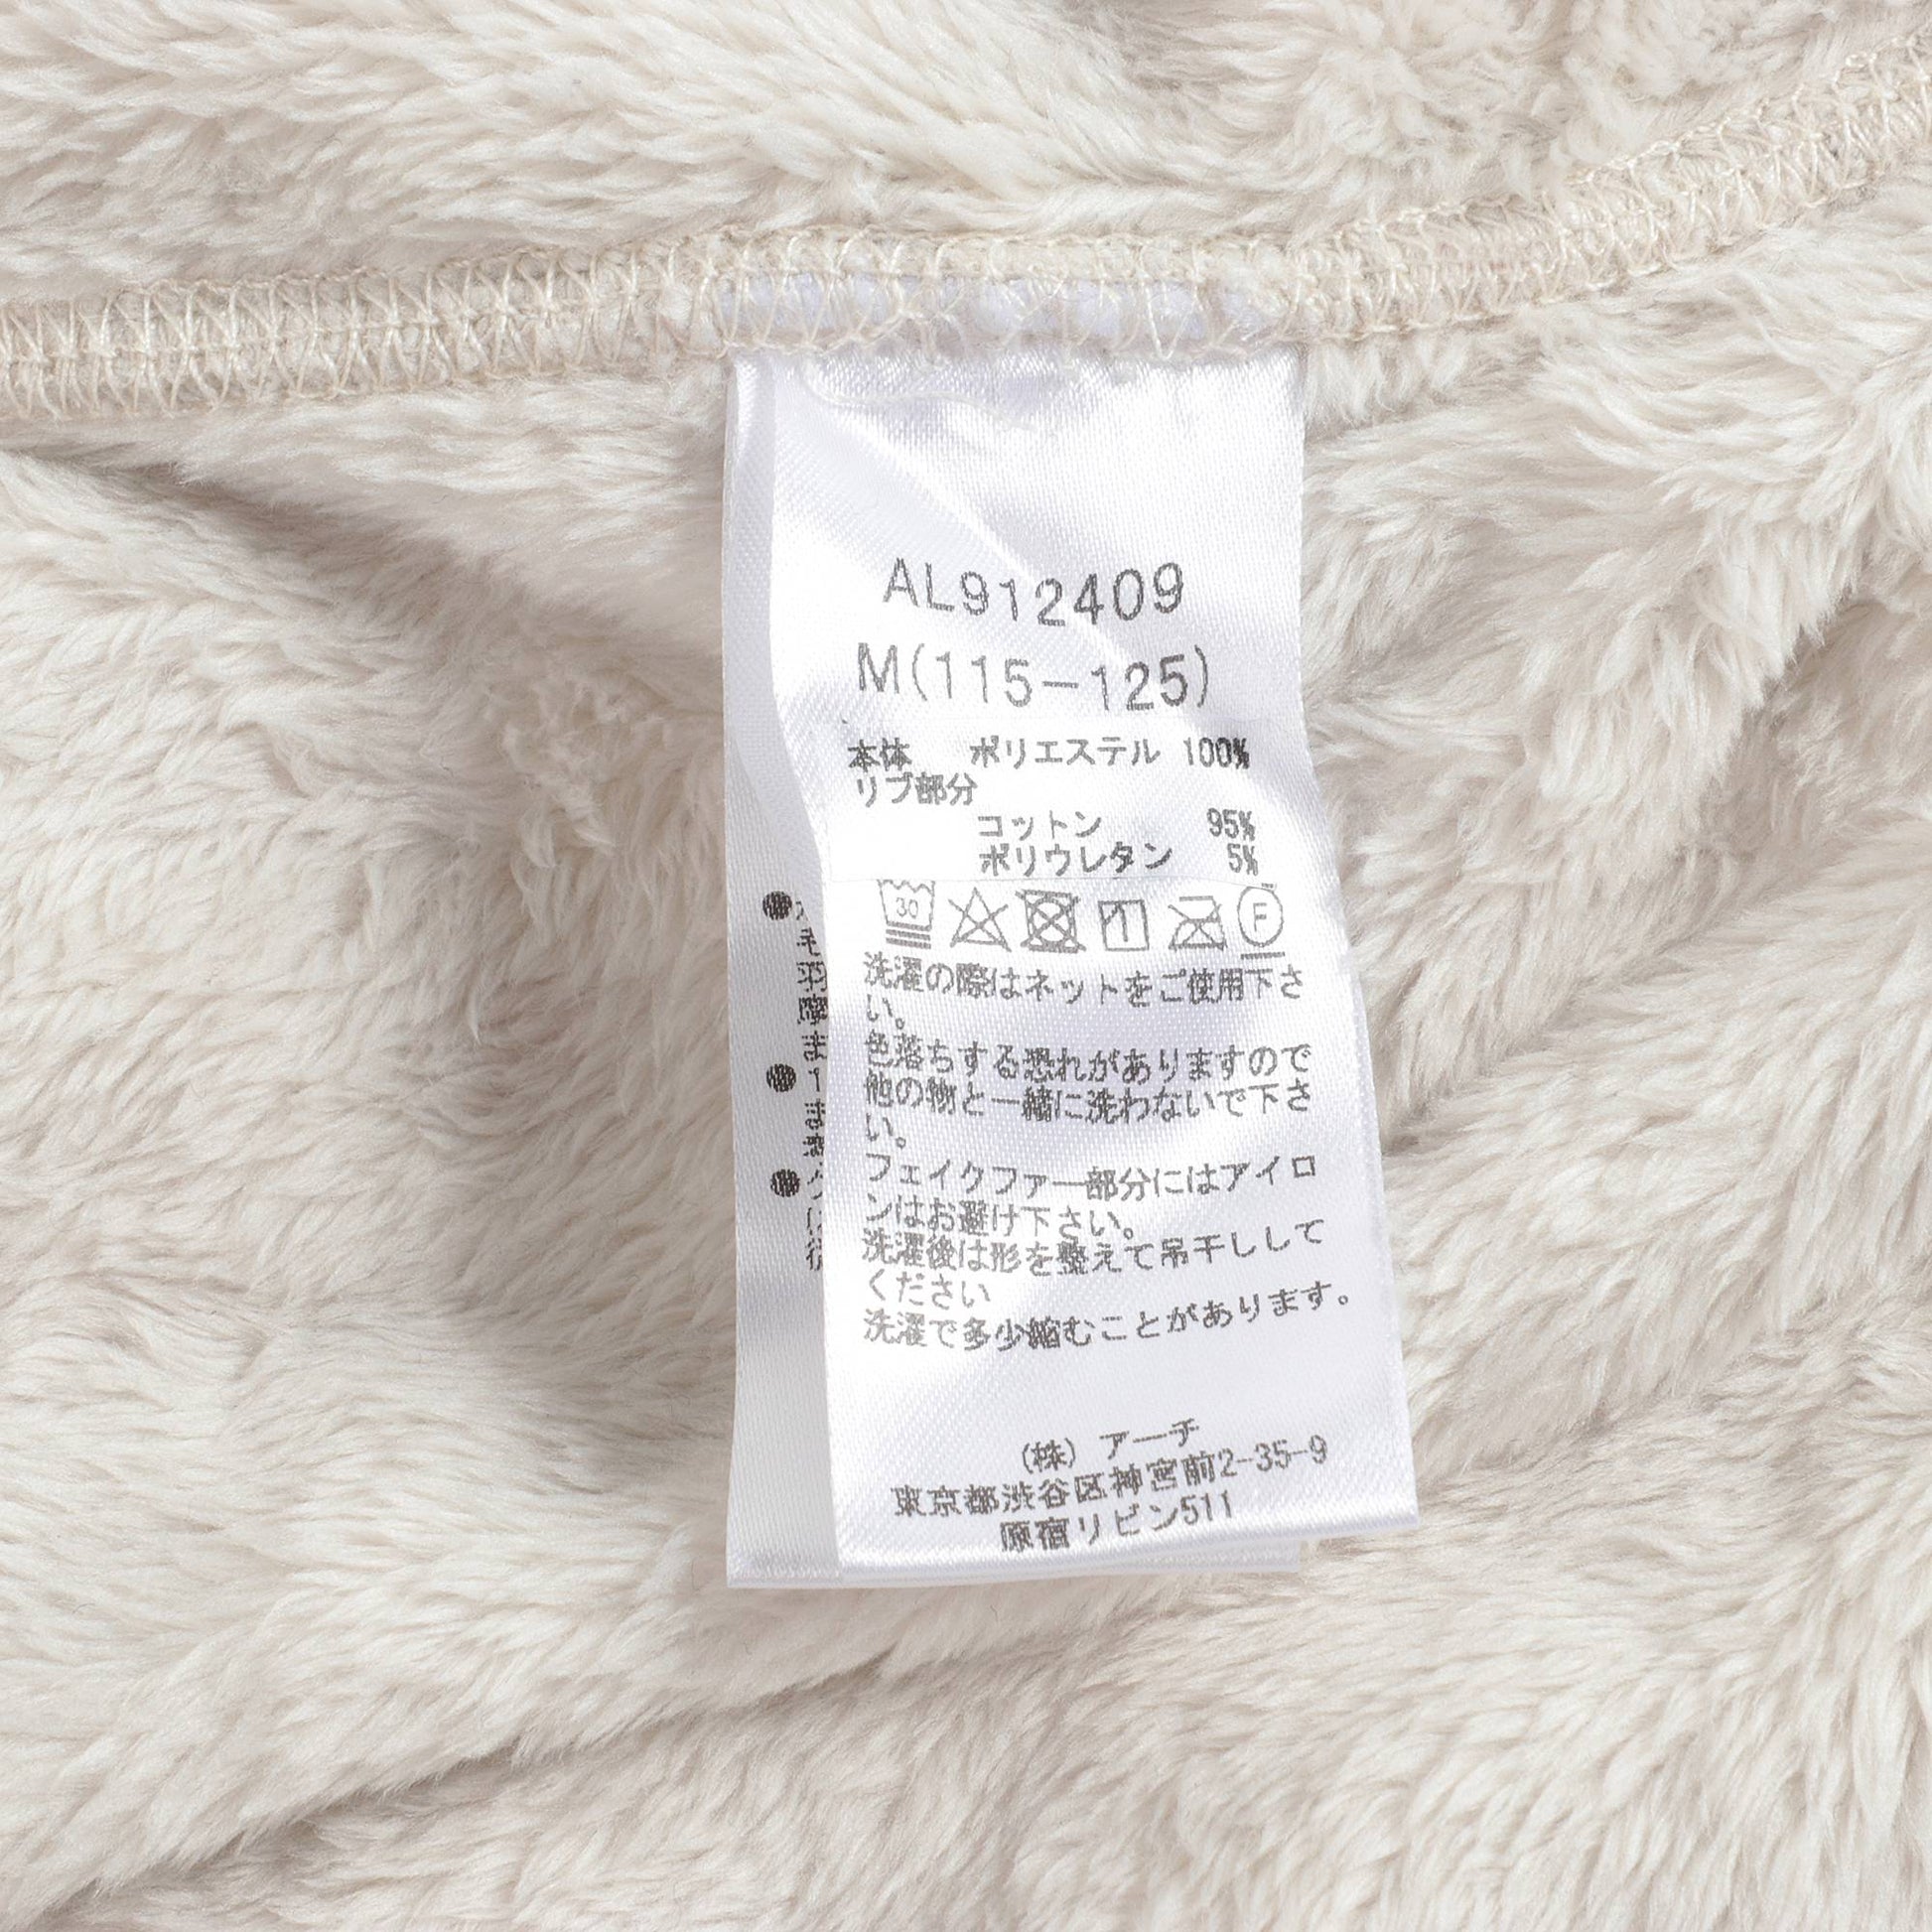 AL912409
M(115-125)
本体 ポリエステル 100%
リブ部分
コットン 95%
ポリウレタン 5%
30
F
洗濯の際はネットをご使用下さ
い。
色落ちする恐れがありますので
他の物と一緒に洗わないで下さ
い。
フェイクファー部分にはアイロ
ンはお避け下さい。
洗濯後は形を整えて吊干しして
ください
洗濯で多少縮むことがあります。
(株) アーチ
東京都渋谷区神宮前2-35-9
原宿リビン511
●
毛
羽
ま
● 1
ま
●